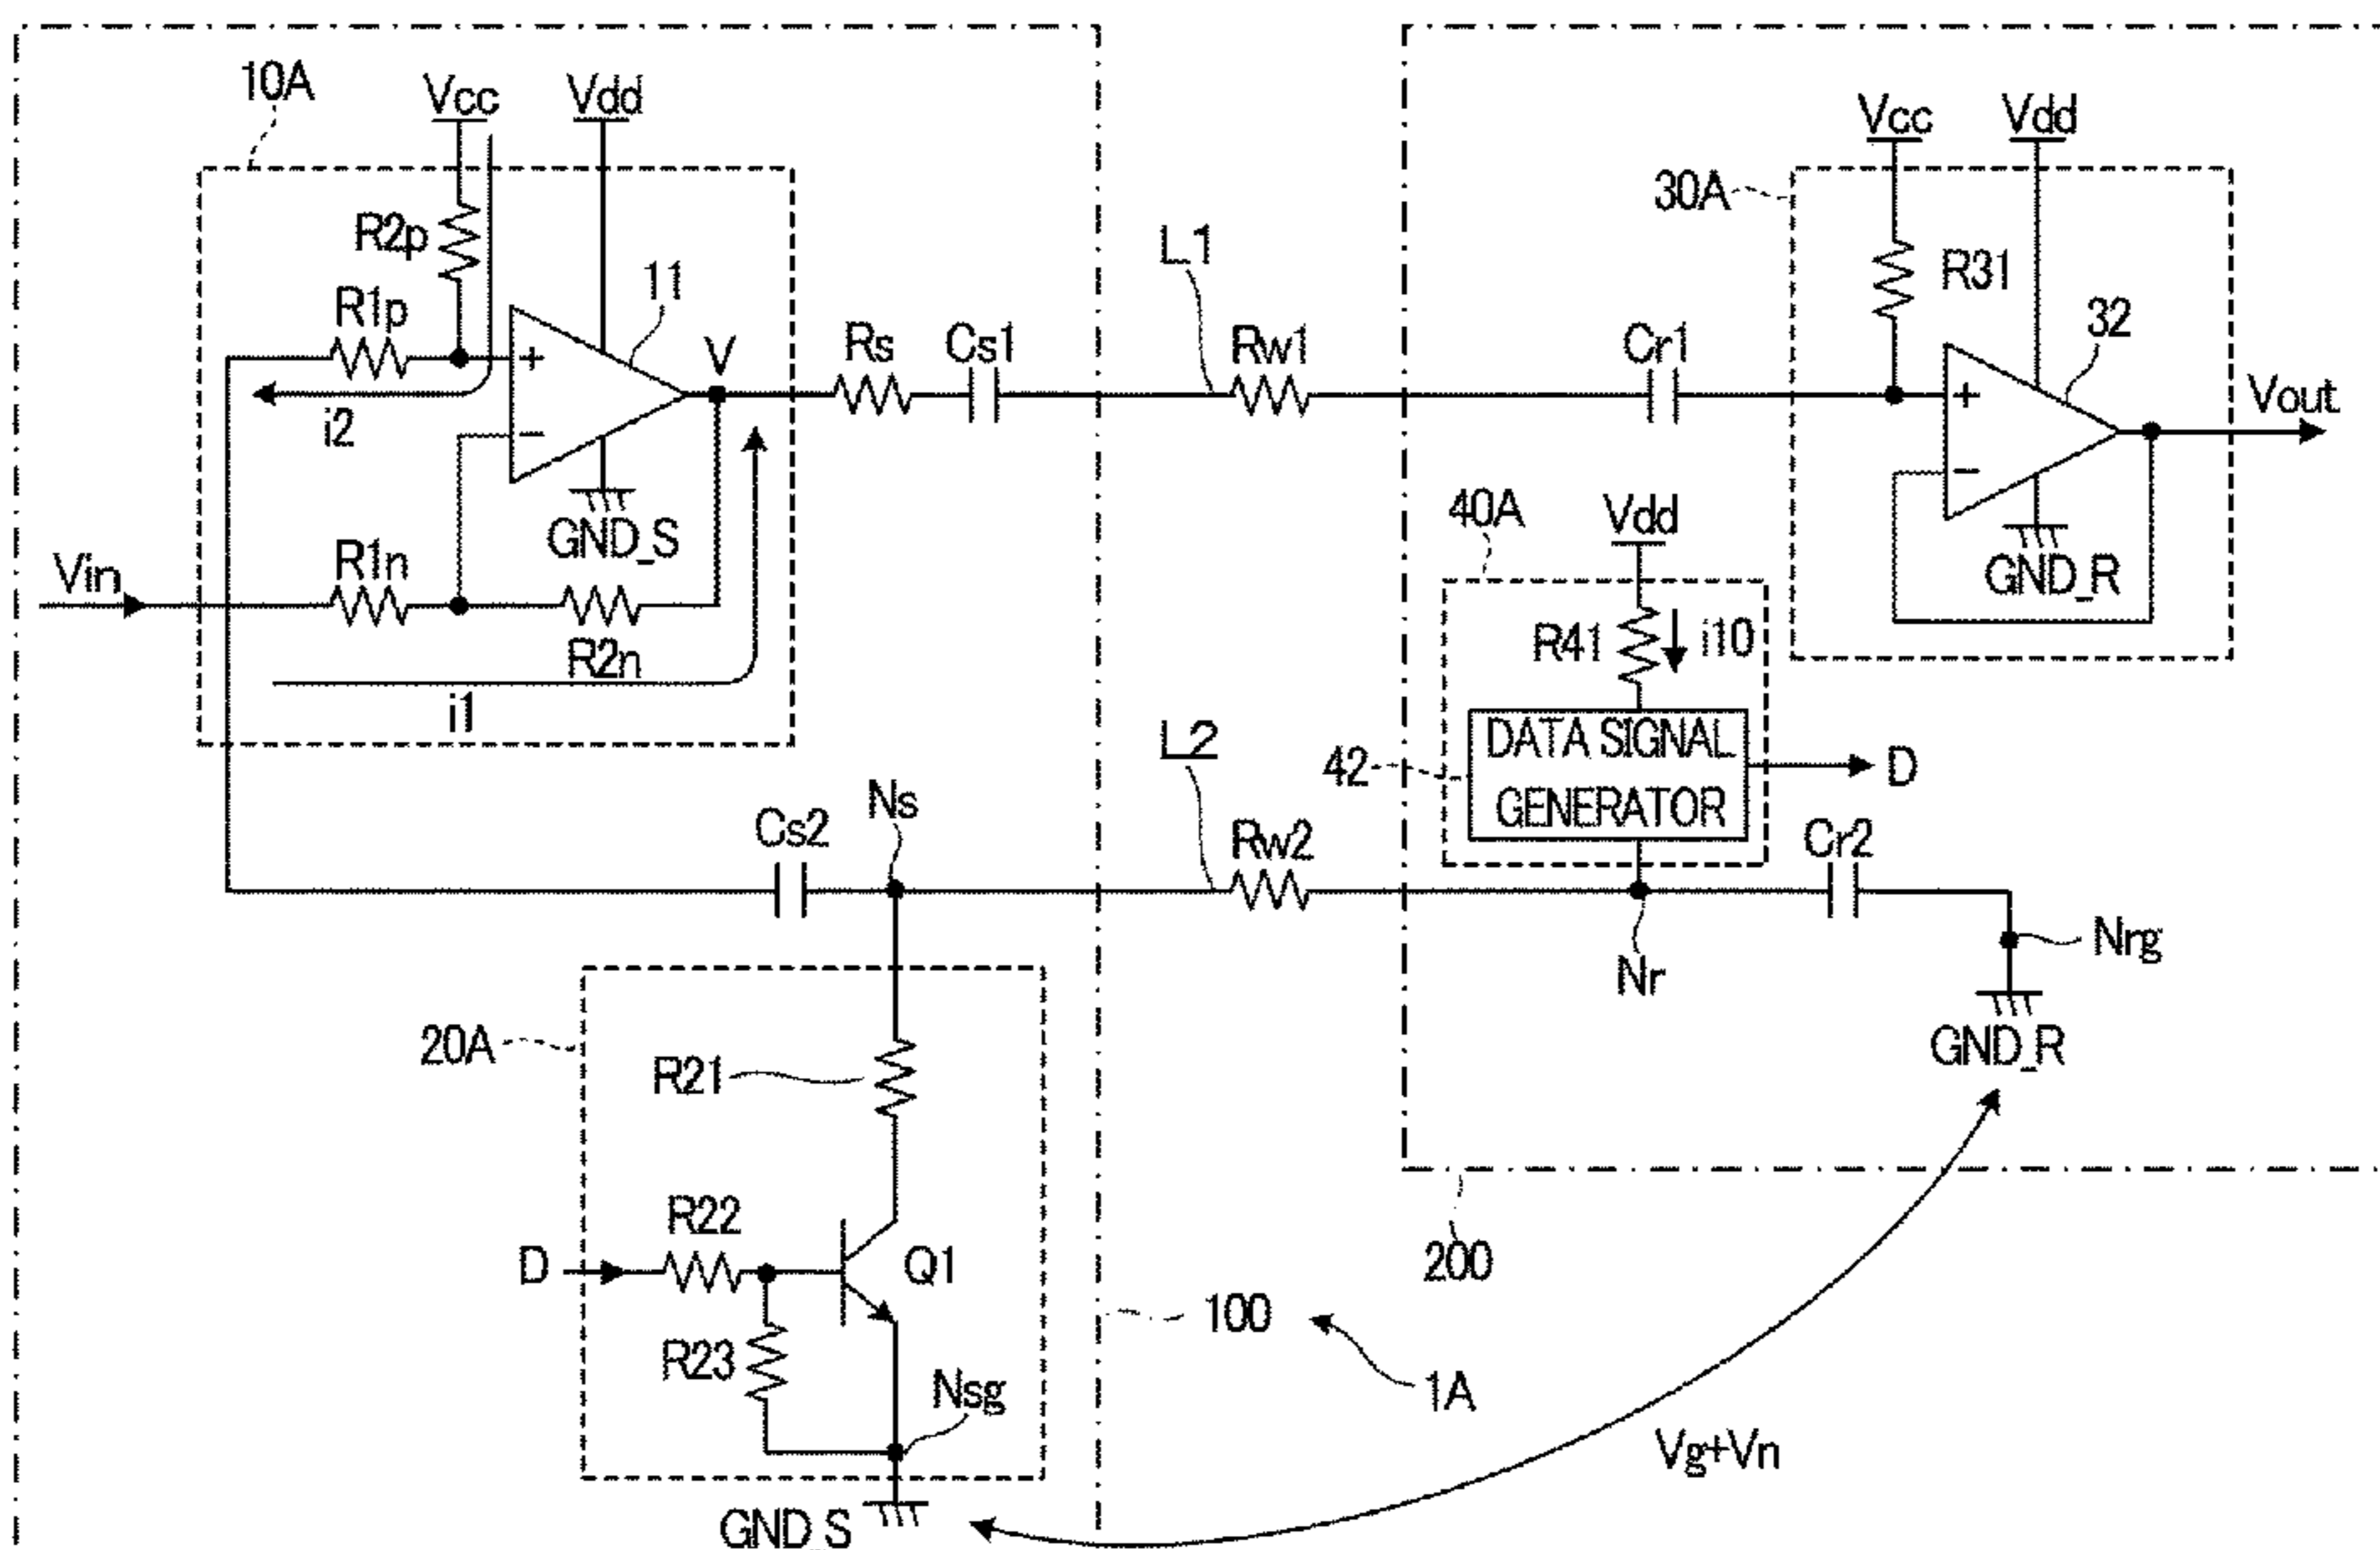 10A
Vcc
Vdd
Vcc
Vdd
30A
R2p
L1
R31
11
R1p
32
V
Rs
Cs1
Rw1
Cr1
+
+
Vout
i2
−
−
40A
Vdd
GND_S
GND_R
Vin
R1n
R41
i10
R2n
i1
L2
42
DATA SIGNAL
GENERATOR
D
Ns
Cs2
Rw2
Cr2
Nrg
Nr
20A
R21
GND_R
R22
D
Q1
200
100
R23
Nsg
1A
Vg+Vn
GND_S